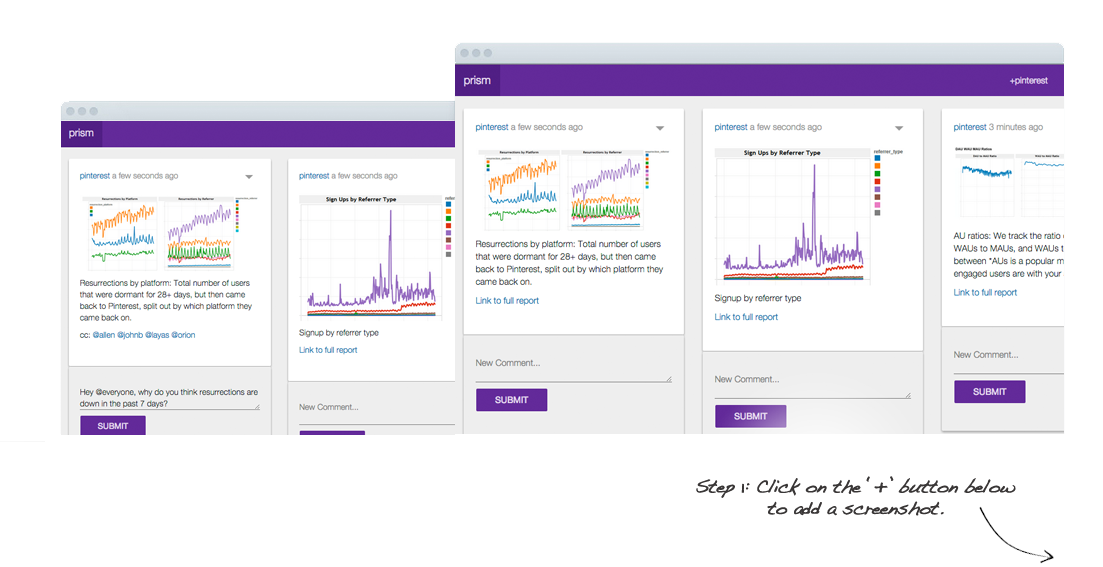 prism
pinterest a few seconds ago
Resurrections by Platform
Resurrections by Referrer
Resurrections by platform: Total number of users
that were dormant for 28+ days, but then came
back to Pinterest, split out by which platform they
came back on.
cc: @allen @johnb @layas @orion
Hey @everyone, why do you think resurrections are
down in the past 7 days?
SUBMIT
pinterest a few seconds ago
Sign Ups by Referrer Type
Signup by referrer type
Link to full report
New Comment...
prism
+pinterest
pinterest a few seconds ago
Resurrections by Platform
Resurrections by Referrer
Resurrections by platform: Total number of users
that were dormant for 28+ days, but then came
back to Pinterest, split out by which platform they
came back on.
Link to full report
New Comment...
SUBMIT
pinterest a few seconds ago
Sign Ups by Referrer Type
referrer_type
Signup by referrer type
Link to full report
New Comment...
SUBMIT
pinterest 3 minutes ago
DAU WAU MAU Ratios
AU ratios: We track the ratio
WAUs to MAUs, and WAUs t
between *AUs is a popular m
engaged users are with your
Link to full report
New Comment...
SUBMIT
Step 1: Click on the '+' button below
to add a screenshot.